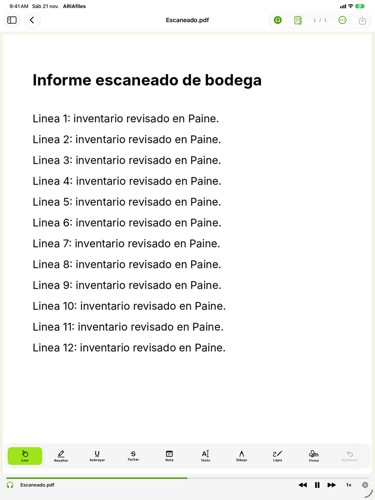 9:41 AM Sáb 21 nov. ARIAfiles
Escaneado.pdf
1 / 1
Informe escaneado de bodega
Linea 1: inventario revisado en Paine.
Linea 2: inventario revisado en Paine.
Linea 3: inventario revisado en Paine.
Linea 4: inventario revisado en Paine.
Linea 5: inventario revisado en Paine.
Linea 6: inventario revisado en Paine.
Linea 7: inventario revisado en Paine.
Linea 8: inventario revisado en Paine.
Linea 9: inventario revisado en Paine.
Linea 10: inventario revisado en Paine.
Linea 11: inventario revisado en Paine.
Linea 12: inventario revisado en Paine.
Leer Resaltar Subrayar Tachar Nota Texto Dibujo Lápiz Firma Deshacer
Escaneado.pdf 1×